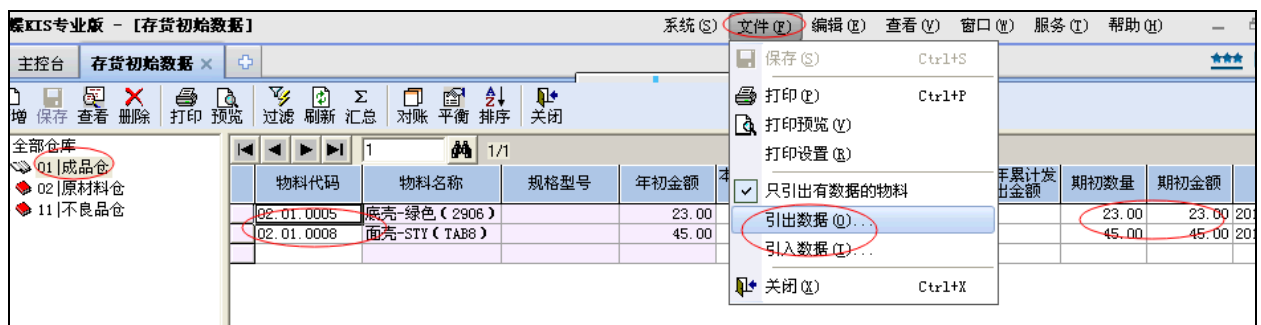 蝶KIS专业版 - [存货初始数据] 系统(S) 文件(F) 编辑(E) 查看(V) 窗口(W) 服务(T) 帮助(H)
主控台 存货初始数据 ×
保存(S) Ctrl+S
增 保存 查看 删除 打印 预览 过滤 刷新 汇总 对账 平衡 排序 关闭
打印(P) Ctrl+P
打印预览(V)
打印设置(R)
全部仓库
01|成品仓
02|原材料仓
11|不良品仓
1 1/1
物料代码 物料名称 规格型号 年初金额 本 年累计发出金额 期初数量 期初金额
02.01.0005 底壳-绿色(2906) 23.00 23.00 23.00 201
02.01.0008 面壳-STY(TAB8) 45.00 45.00 45.00 201
只引出有数据的物料
引出数据(O)...
引入数据(I)...
关闭(X) Ctrl+X